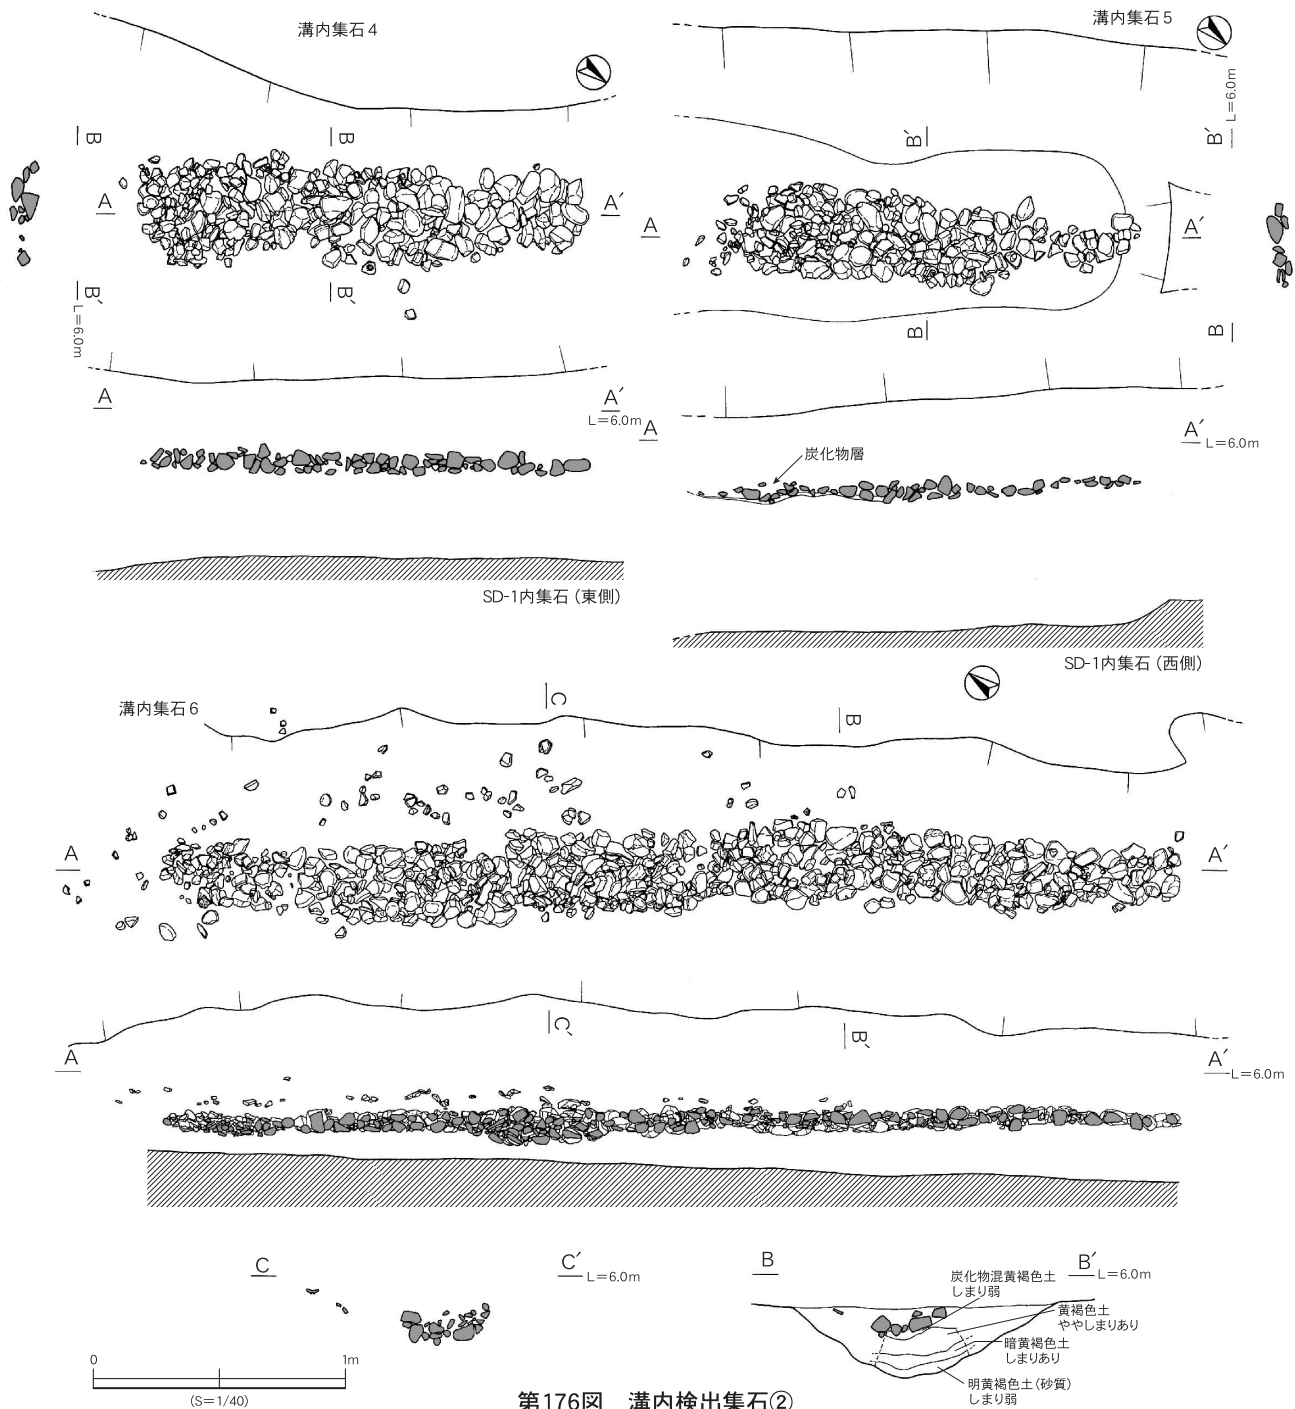 溝内集石4
B
B
A
A′
B′
B′
L=6.0m
A
A′
L=6.0m
SD-1内集石（東側）
溝内集石5
L=6.0m
B′
B′
A
A′
B
B
A
A′
L=6.0m
炭化物層
SD-1内集石（西側）
溝内集石6
C
B
A
A′
C′
B′
A
A′
L=6.0m
C
C′
L=6.0m
B
B′
L=6.0m
炭化物混黄褐色土
しまり弱
黄褐色土
ややしまりあり
暗黄褐色土
しまりあり
明黄褐色土（砂質）
しまり弱
0
1m
(S=1/40)
第176図　溝内検出集石②